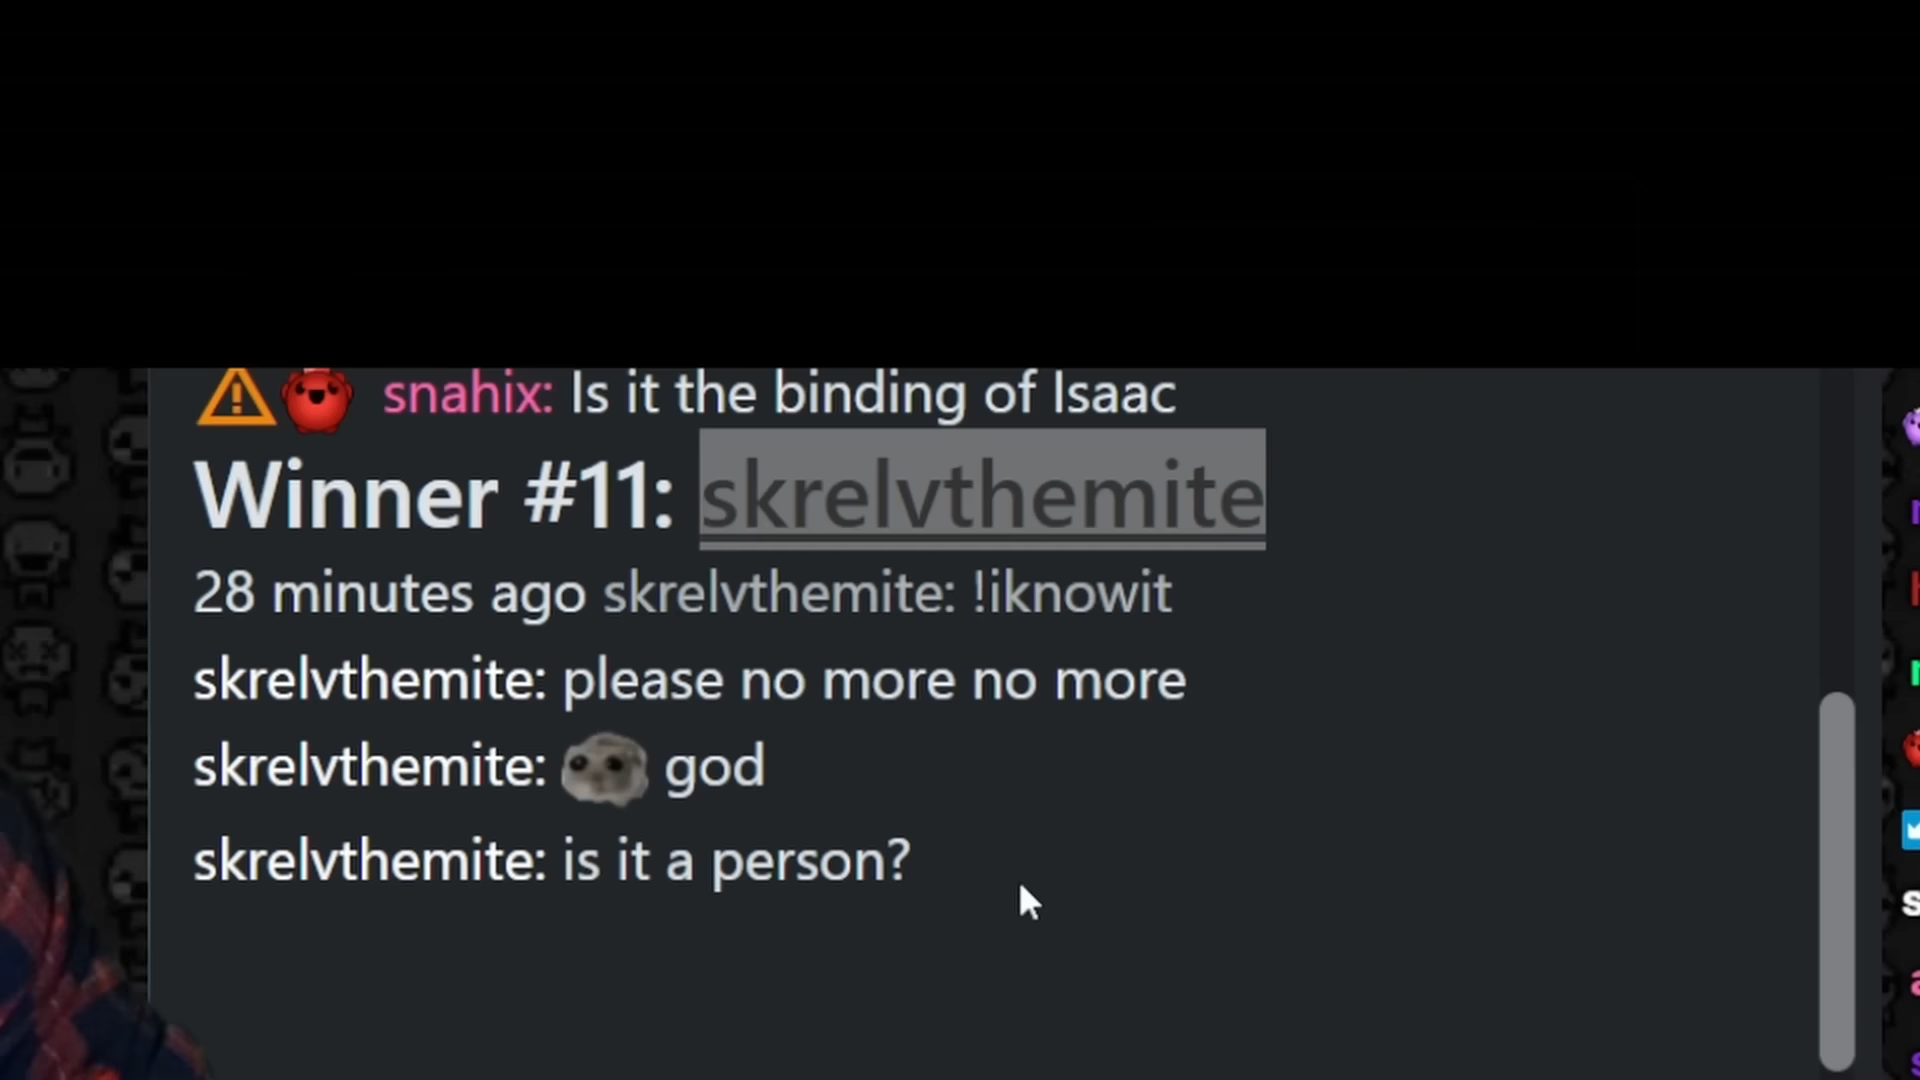 snahix: Is it the binding of Isaac
Winner #11: skrelvthemite
28 minutes ago skrelvthemite: !iknowit
skrelvthemite: please no more no more
skrelvthemite: god
skrelvthemite: is it a person?